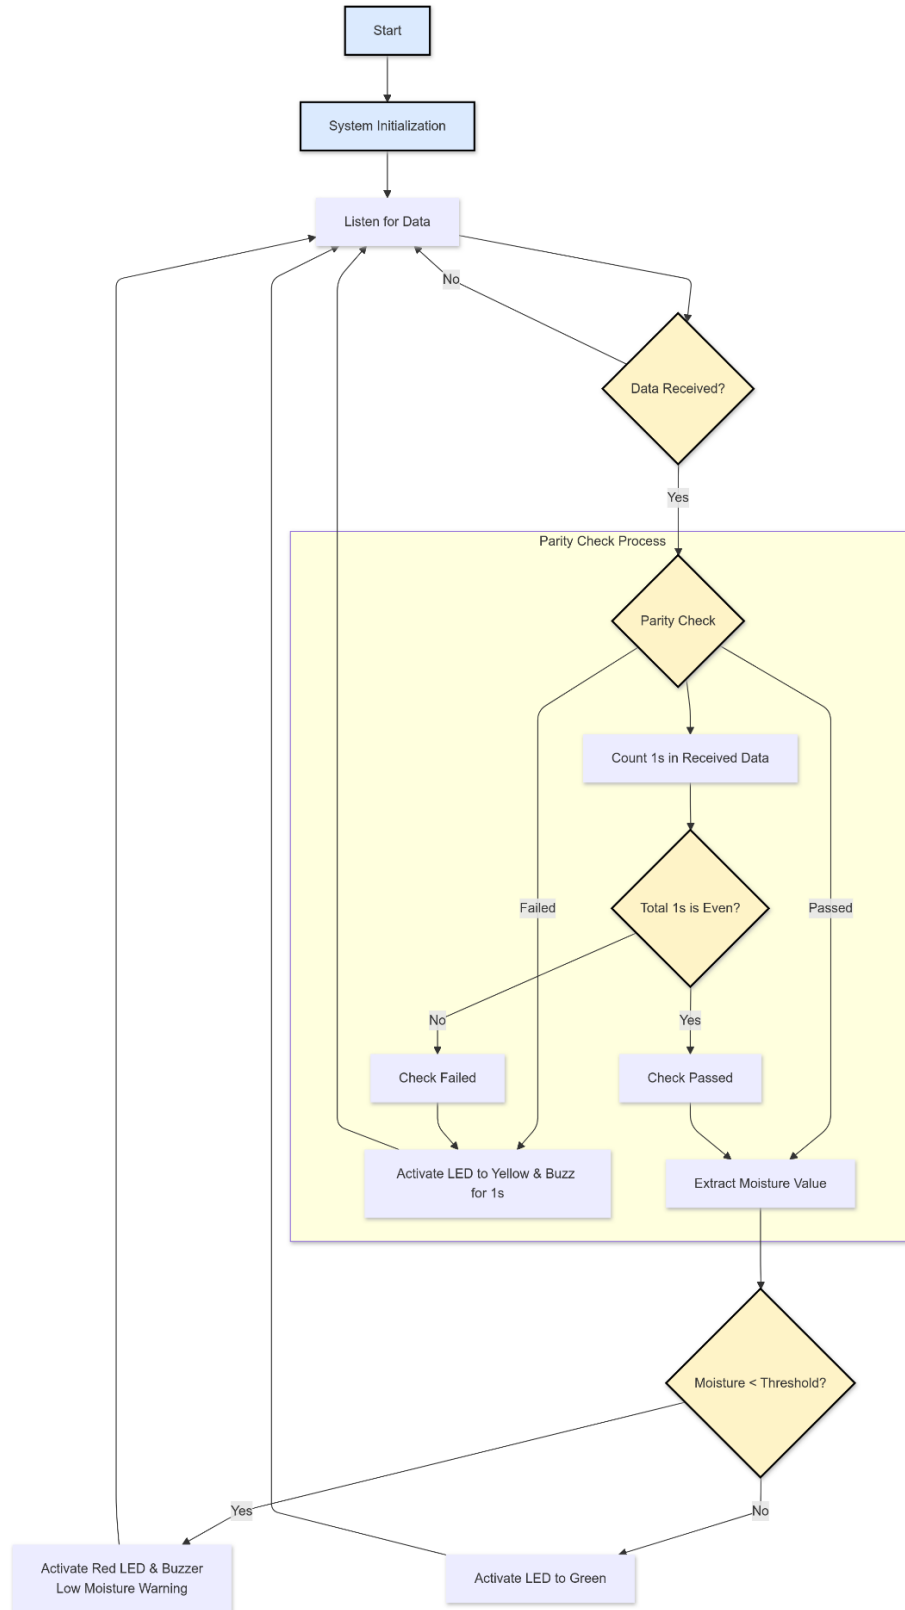 Start
System Initialization
Listen for Data
No
Data Received?
Yes
Parity Check Process
Parity Check
Count 1s in Received Data
Failed
Total 1s is Even?
Passed
No
Yes
Check Failed
Check Passed
Activate LED to Yellow & Buzz
for 1s
Extract Moisture Value
Moisture < Threshold?
Yes
No
Activate Red LED & Buzzer
Low Moisture Warning
Activate LED to Green